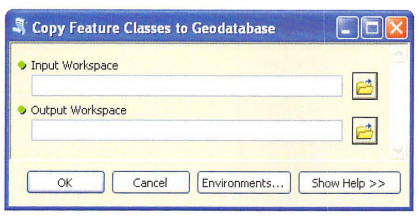 Copy Feature Classes to Geodatabase
Input Workspace
Output Workspace
OK Cancel Environments... Show Help >>